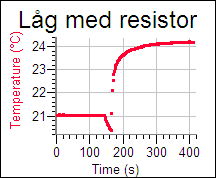 Låg med resistor
Temperature (°C)
24
23
22
21
0 100 200 300 400
Time (s)